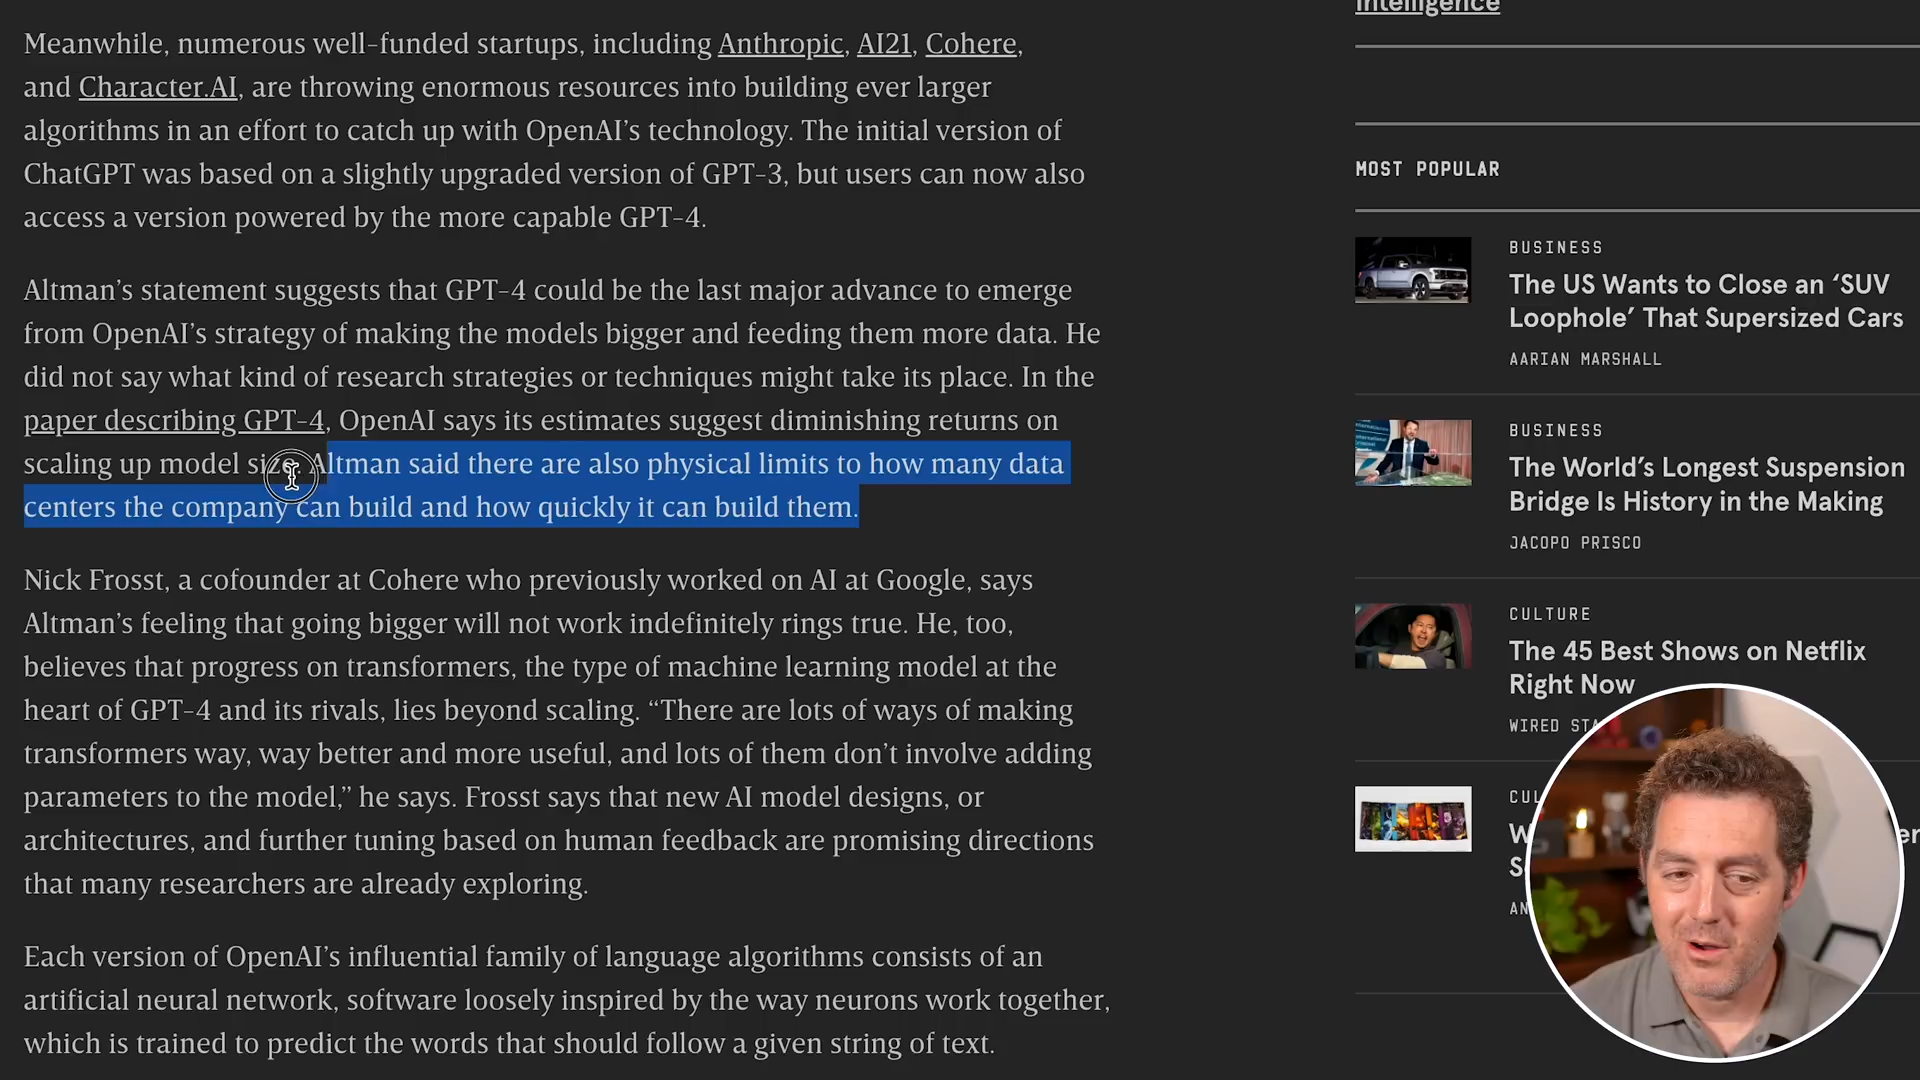 Meanwhile, numerous well-funded startups, including Anthropic, AI21, Cohere,
and Character.AI, are throwing enormous resources into building ever larger
algorithms in an effort to catch up with OpenAI’s technology. The initial version of
ChatGPT was based on a slightly upgraded version of GPT-3, but users can now also
access a version powered by the more capable GPT-4.
Altman’s statement suggests that GPT-4 could be the last major advance to emerge
from OpenAI’s strategy of making the models bigger and feeding them more data. He
did not say what kind of research strategies or techniques might take its place. In the
paper describing GPT-4, OpenAI says its estimates suggest diminishing returns on
scaling up model size. Altman said there are also physical limits to how many data
centers the company can build and how quickly it can build them.
Nick Frosst, a cofounder at Cohere who previously worked on AI at Google, says
Altman’s feeling that going bigger will not work indefinitely rings true. He, too,
believes that progress on transformers, the type of machine learning model at the
heart of GPT-4 and its rivals, lies beyond scaling. “There are lots of ways of making
transformers way, way better and more useful, and lots of them don’t involve adding
parameters to the model,” he says. Frosst says that new AI model designs, or
architectures, and further tuning based on human feedback are promising directions
that many researchers are already exploring.
Each version of OpenAI’s influential family of language algorithms consists of an
artificial neural network, software loosely inspired by the way neurons work together,
which is trained to predict the words that should follow a given string of text.
Intelligence
MOST POPULAR
BUSINESS
The US Wants to Close an ‘SUV
Loophole’ That Supersized Cars
AARIAN MARSHALL
BUSINESS
The World’s Longest Suspension
Bridge Is History in the Making
JACOPO PRISCO
CULTURE
The 45 Best Shows on Netflix
Right Now
WIRED